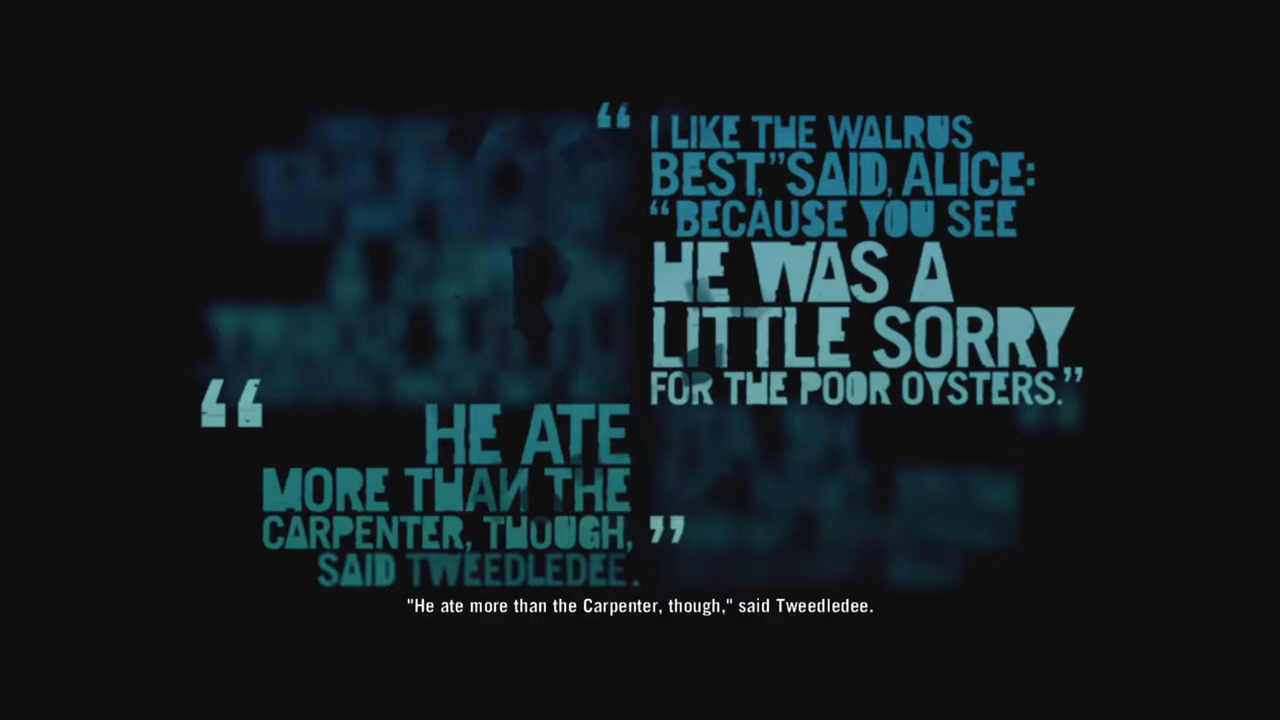 “ I LIKE THE WALRUS
BEST,” SAID, ALICE:
“BECAUSE YOU SEE
HE WAS A
LITTLE SORRY
FOR THE POOR OYSTERS.”
“ HE ATE
MORE THAN THE
CARPENTER, THOUGH, ”
SAID TWEEDLEDEE.
"He ate more than the Carpenter, though," said Tweedledee.